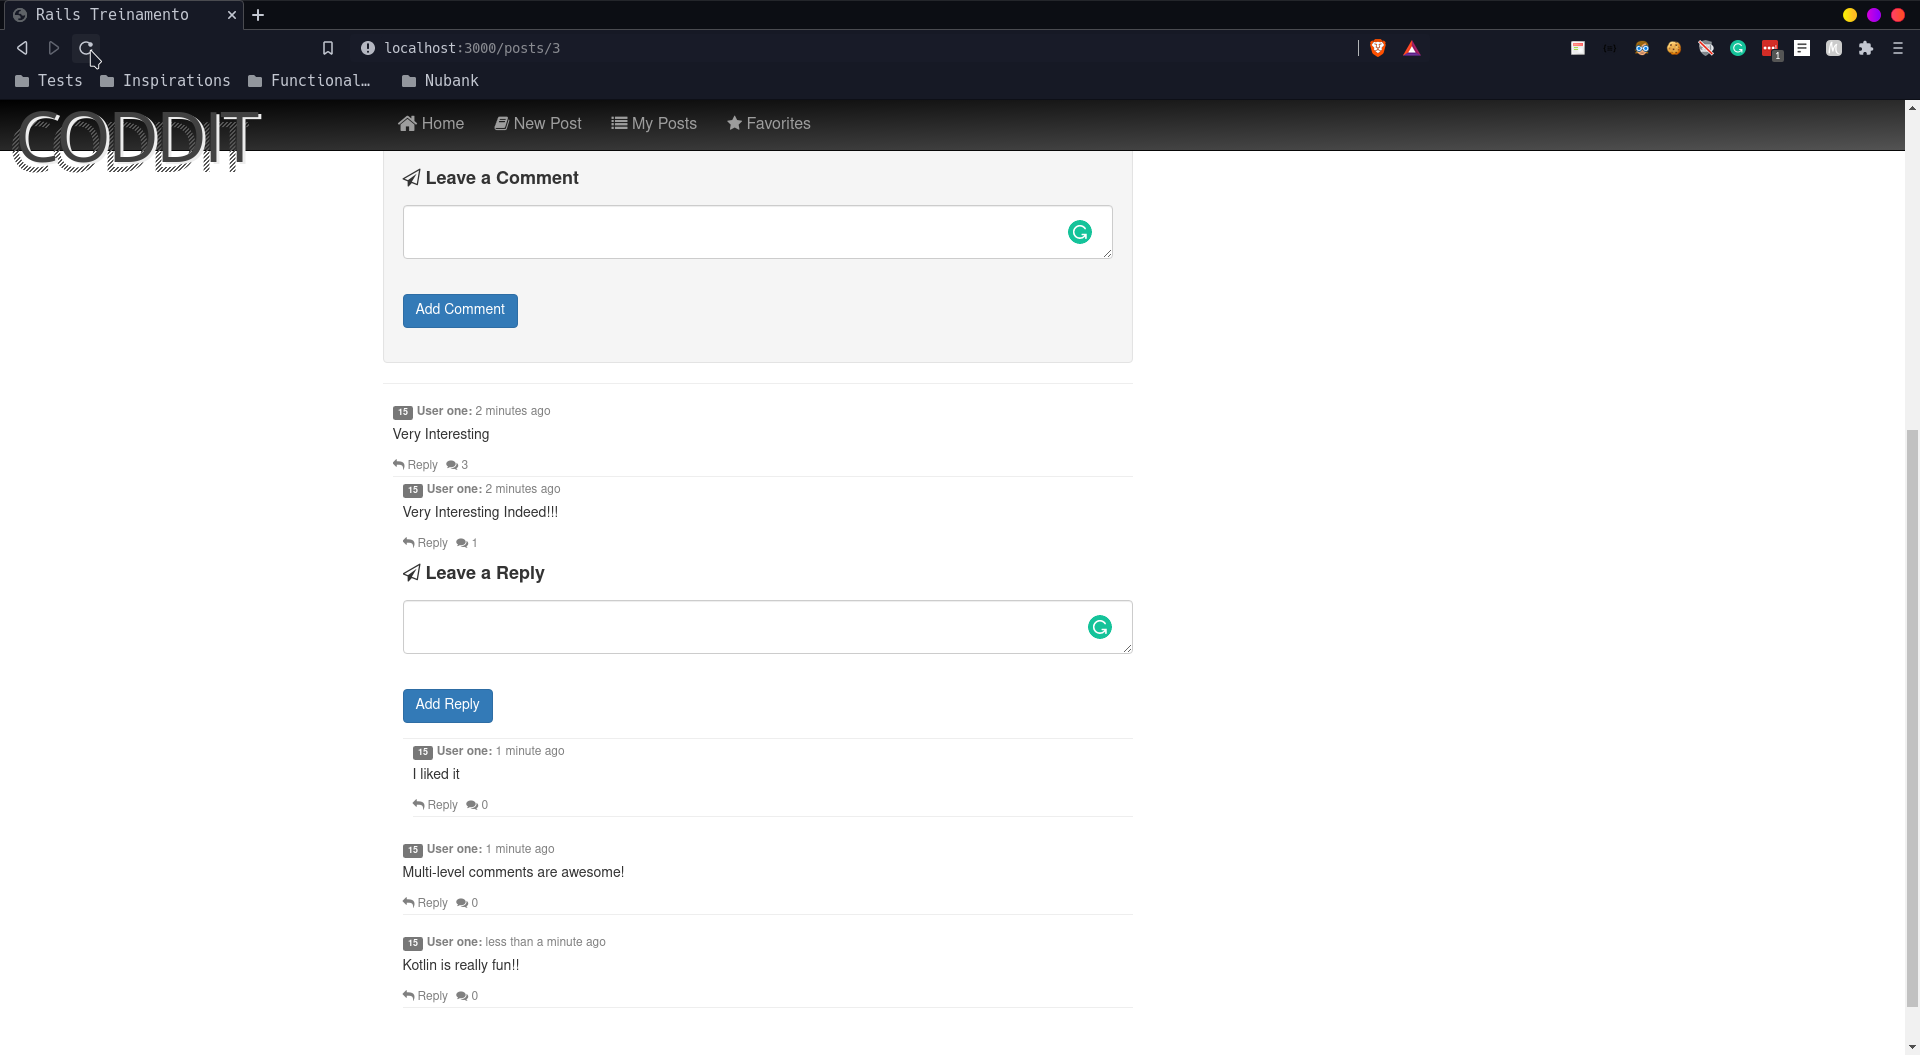 Rails Treinamento
localhost:3000/posts/3
1
Tests Inspirations Functional… Nubank
CODDIT
Home New Post My Posts Favorites
Leave a Comment
Add Comment
15 User one: 2 minutes ago
Very Interesting
Reply 3
15 User one: 2 minutes ago
Very Interesting Indeed!!!
Reply 1
Leave a Reply
Add Reply
15 User one: 1 minute ago
I liked it
Reply 0
15 User one: 1 minute ago
Multi-level comments are awesome!
Reply 0
15 User one: less than a minute ago
Kotlin is really fun!!
Reply 0